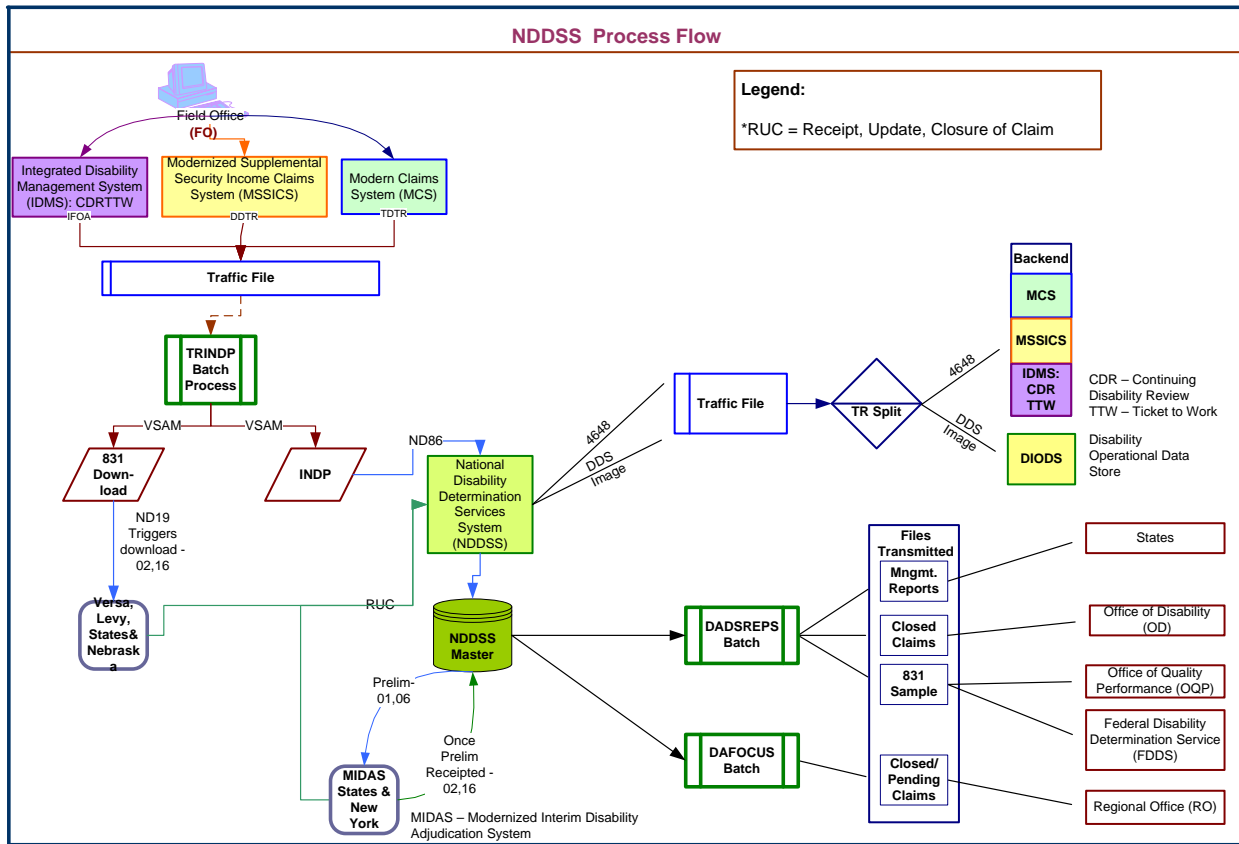 NDDSS Process Flow
Legend:
*RUC = Receipt, Update, Closure of Claim
Field Office
(FO)
Integrated Disability
Management System
(IDMS): CDRTTW
IFOA
Modernized Supplemental
Security Income Claims
System (MSSICS)
DDTR
Modern Claims
System (MCS)
TDTR
Traffic File
TRINDP
Batch
Process
VSAM
VSAM
831
Down-
load
INDP
ND86
ND19
Triggers
download -
02,16
Versa,
Levy,
States&
Nebrask
a
RUC
National
Disability
Determination
Services
System
(NDDSS)
4648
DDS
Image
Traffic File
TR Split
4648
DDS
Image
Backend
MCS
MSSICS
IDMS:
CDR
TTW
CDR – Continuing
Disability Review
TTW – Ticket to Work
DIODS
Disability
Operational Data
Store
NDDSS
Master
Prelim-
01,06
Once
Prelim
Receipted -
02,16
MIDAS
States &
New
York
MIDAS – Modernized Interim Disability
Adjudication System
DADSREPS
Batch
DAFOCUS
Batch
Files
Transmitted
Mngmt.
Reports
Closed
Claims
831
Sample
Closed/
Pending
Claims
States
Office of Disability
(OD)
Office of Quality
Performance (OQP)
Federal Disability
Determination Service
(FDDS)
Regional Office (RO)